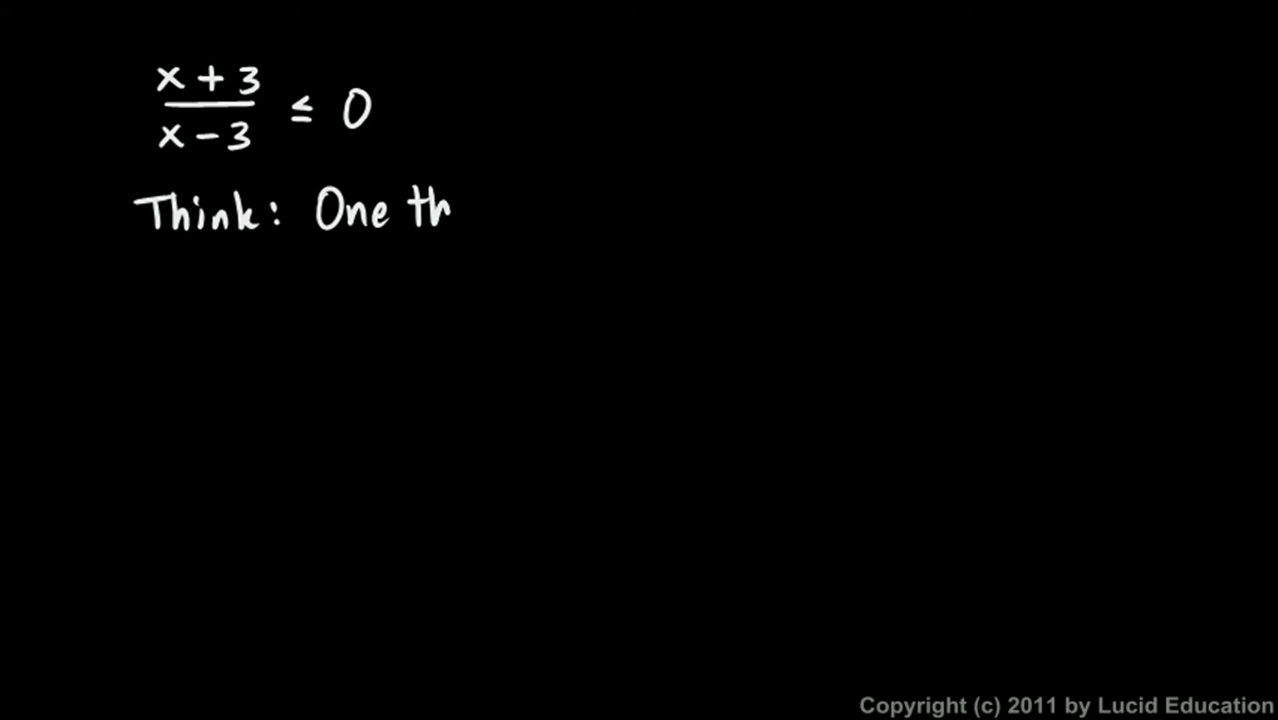 x + 3
x - 3 ≤ 0
Think: One th
Copyright (c) 2011 by Lucid Education